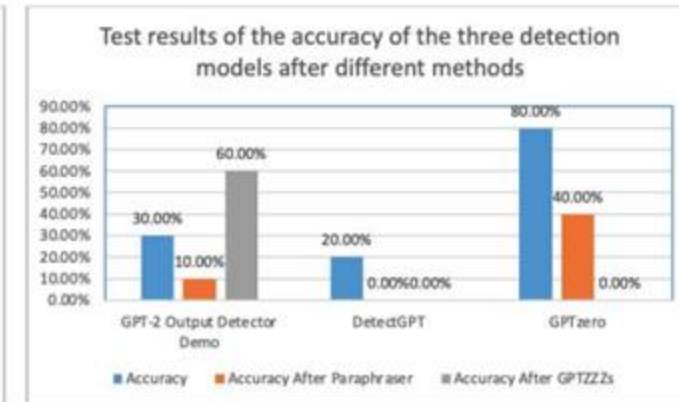 Test results of the accuracy of the three detection
models after different methods
90.00%
80.00%
70.00%
60.00%
50.00%
40.00%
30.00%
20.00%
10.00%
0.00%
30.00%
10.00%
60.00%
20.00%
0.00%0.00%
80.00%
40.00%
0.00%
GPT-2 Output Detector
Demo
DetectGPT
GPTzero
Accuracy
Accuracy After Paraphraser
Accuracy After GPTZZZs